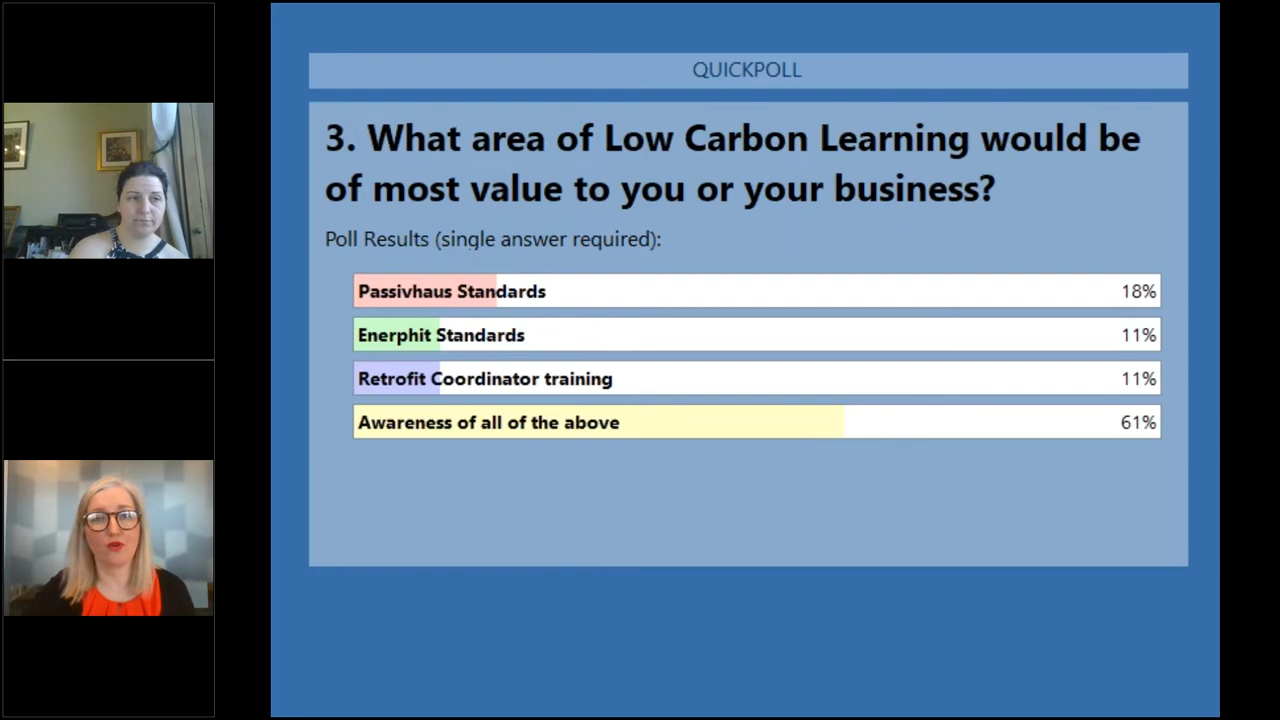 QUICKPOLL
3. What area of Low Carbon Learning would be
of most value to you or your business?
Poll Results (single answer required):
Passivhaus Standards 18%
Enerphit Standards 11%
Retrofit Coordinator training 11%
Awareness of all of the above 61%